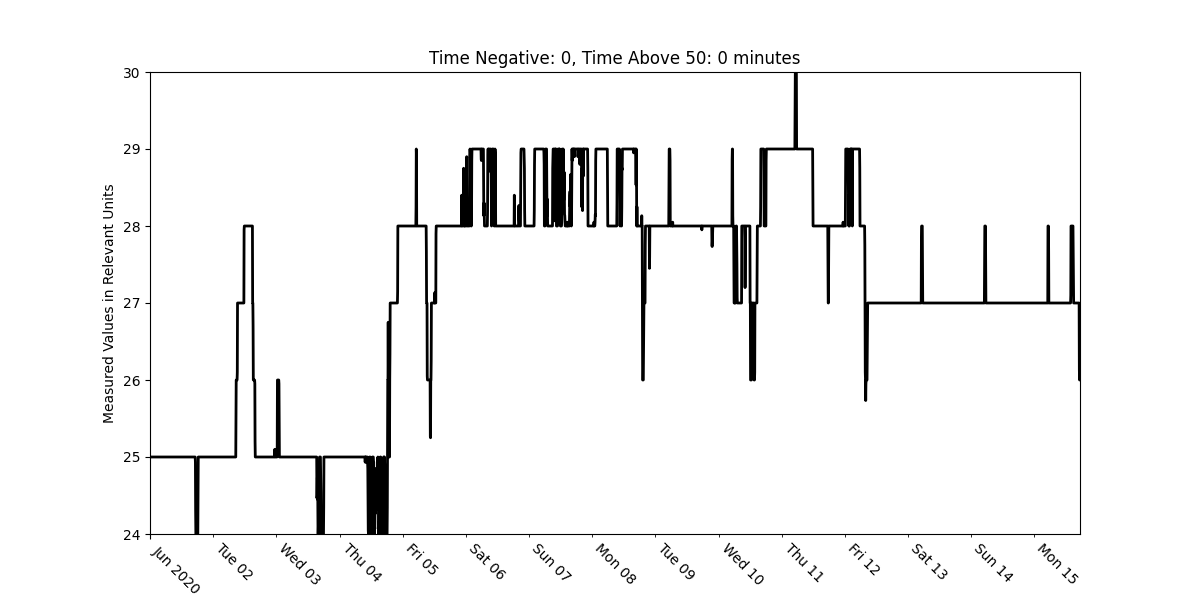 Time Negative: 0, Time Above 50: 0 minutes
Measured Values in Relevant Units
30
29
28
27
26
25
24
Jun 2020
Tue 02
Wed 03
Thu 04
Fri 05
Sat 06
Sun 07
Mon 08
Tue 09
Wed 10
Thu 11
Fri 12
Sat 13
Sun 14
Mon 15